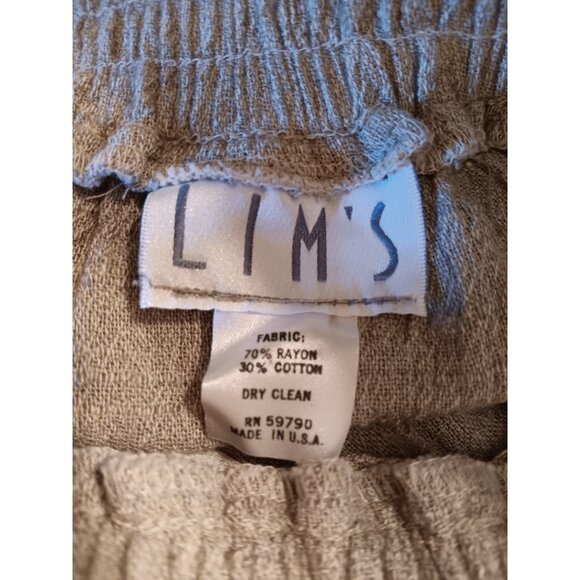 LIM'S
FABRIC:
70% RAYON
30% COTTON
DRY CLEAN
RN 59790
MADE IN U.S.A.